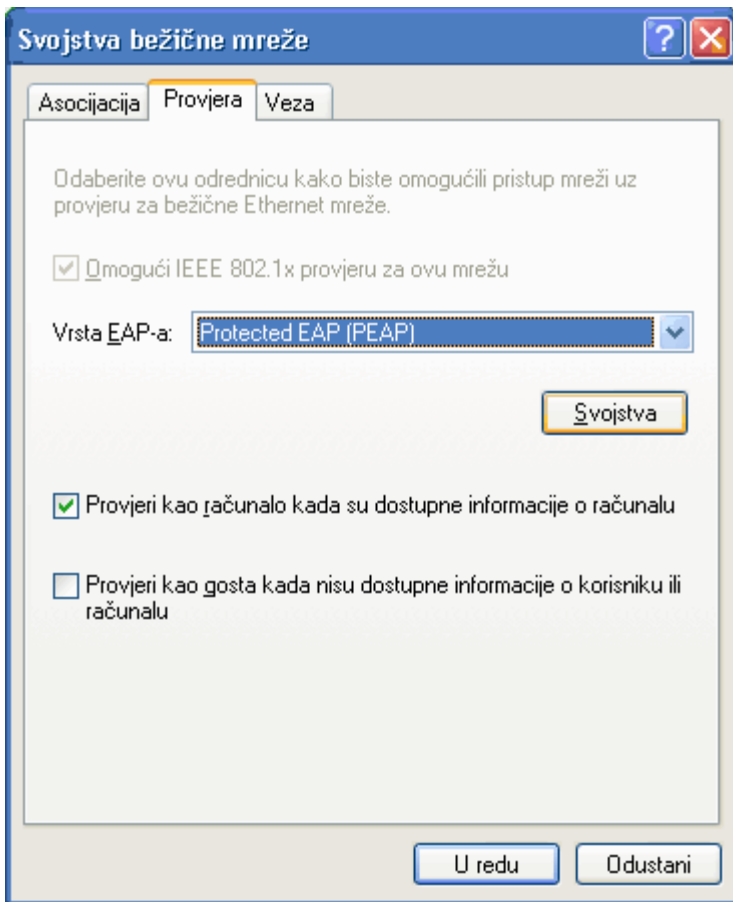 Svojstva bežične mreže
Asocijacija Provjera Veza
Odaberite ovu odrednicu kako biste omogućili pristup mreži uz
provjeru za bežične Ethernet mreže.
Omogući IEEE 802.1x provjeru za ovu mrežu
Vrsta EAP-a: Protected EAP (PEAP)
Svojstva
Provjeri kao računalo kada su dostupne informacije o računalu
Provjeri kao gosta kada nisu dostupne informacije o korisniku ili
računalu
U redu Odustani